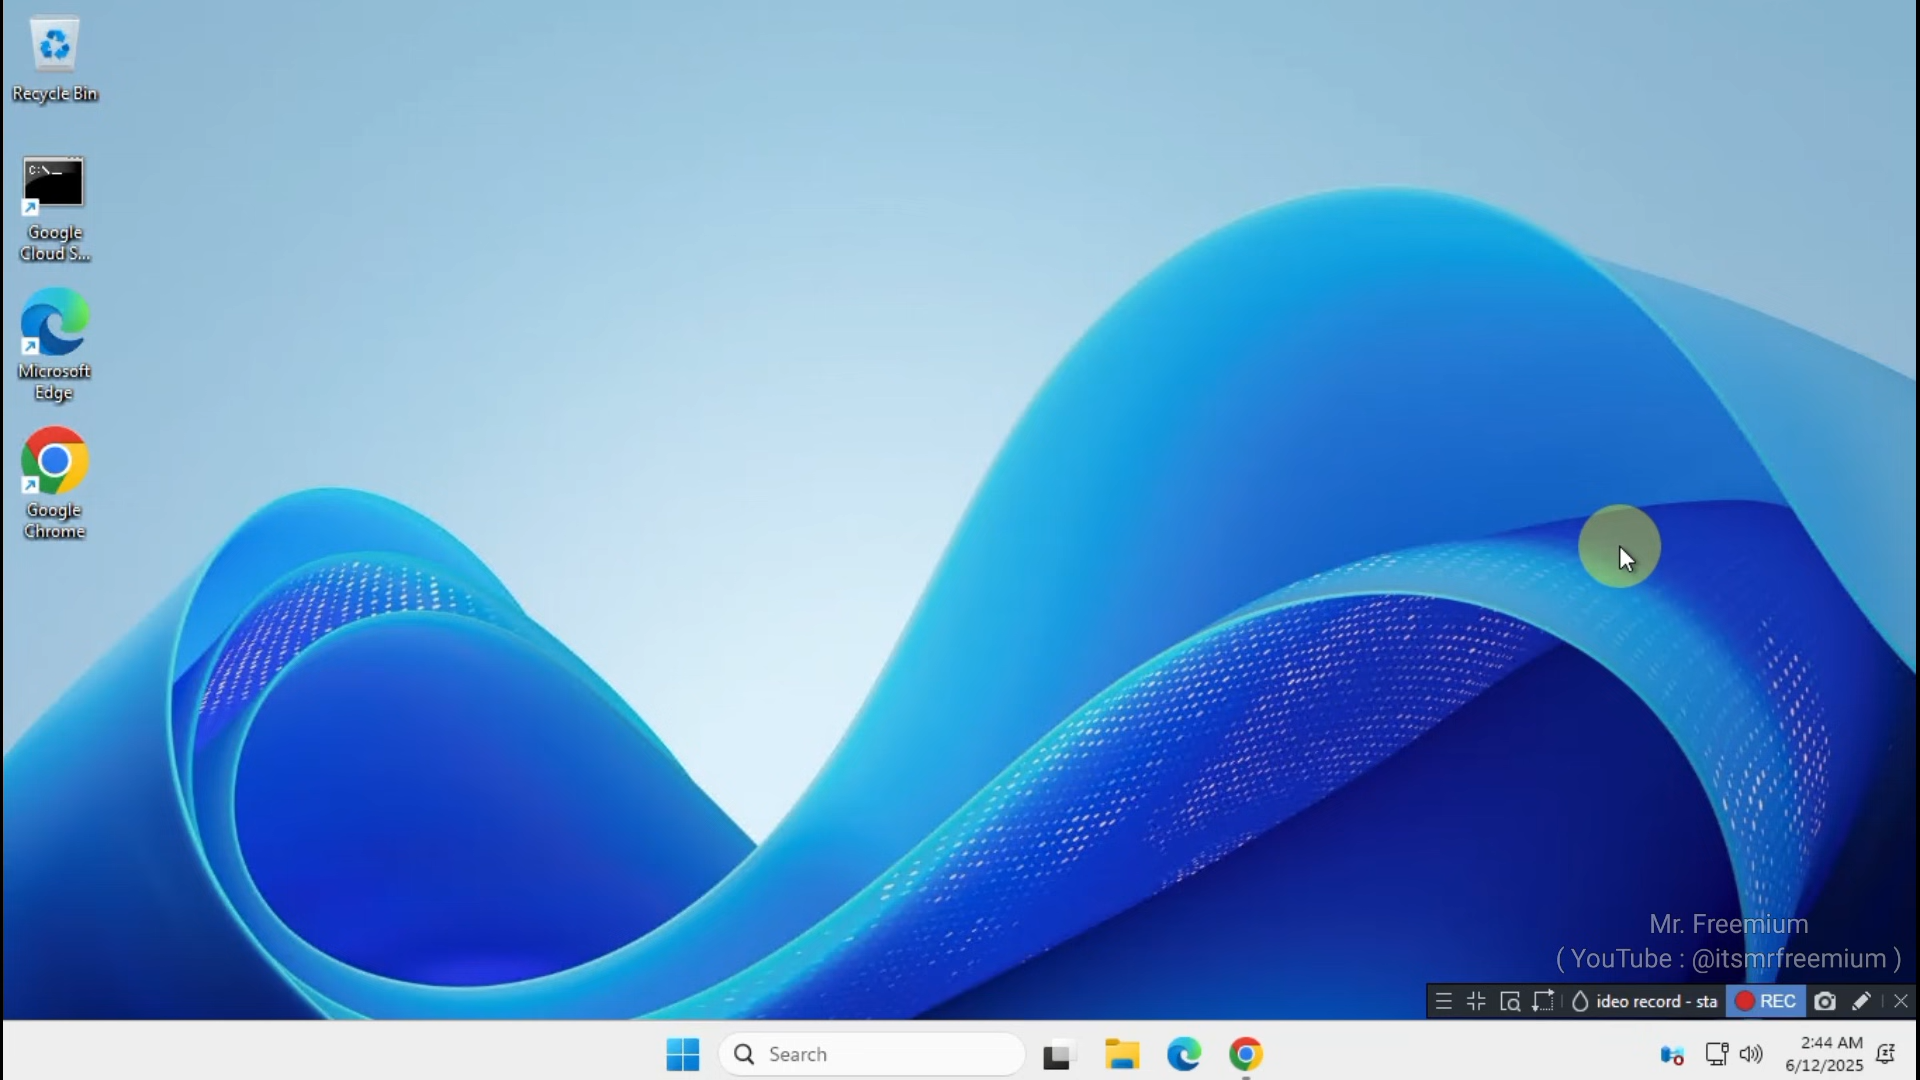 Recycle Bin
C:\_
Google
Cloud S...
Microsoft
Edge
Google
Chrome
Mr. Freemium
( YouTube : @itsmrfreemium )
ideo record - sta
REC
Search
2:44 AM
6/12/2025